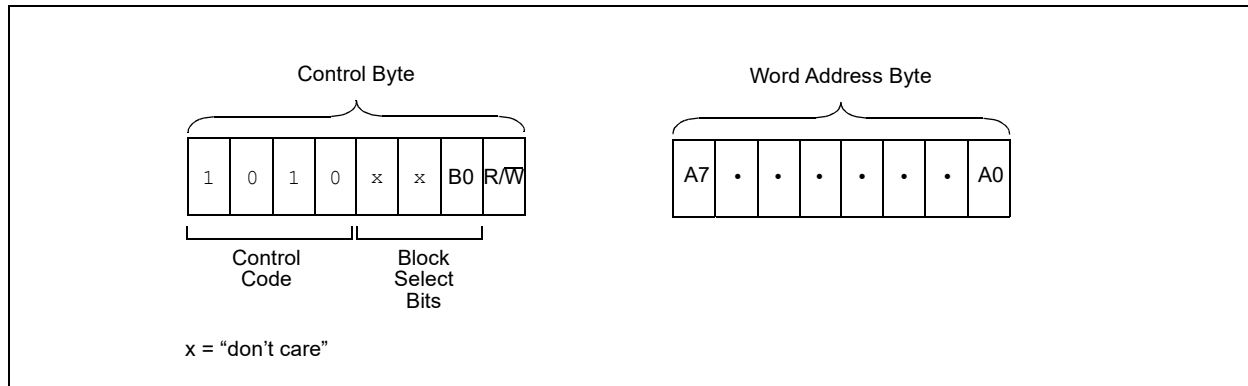 Control Byte
Word Address Byte
1 0 1 0 x x B0 R/W̅
A7 • • • • • • A0
Control
Code
Block
Select
Bits
x = “don’t care”